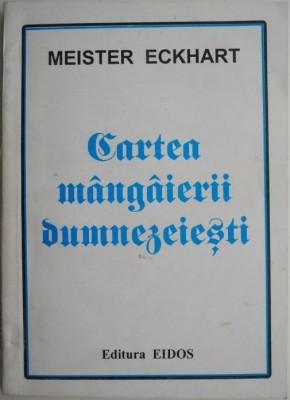 MEISTER ECKHART
Cartea
mângâierii
dumnezeiești
Editura EIDOS